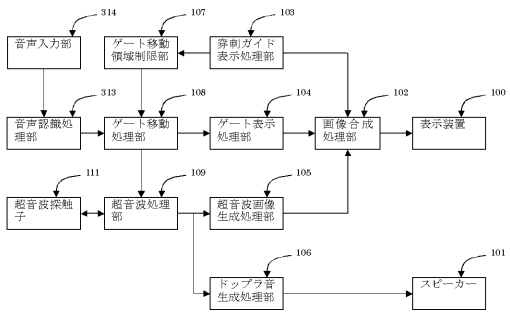 314
107
103
音声入力部
ゲート移動
領域制限部
穿刺ガイド
表示処理部
313
108
104
102
100
音声認識処
理部
ゲート移動
処理部
ゲート表示
処理部
画像合成
処理部
表示装置
111
109
105
超音波探触
子
超音波処理
部
超音波画像
生成処理部
106
101
ドップラ音
生成処理部
スピーカー